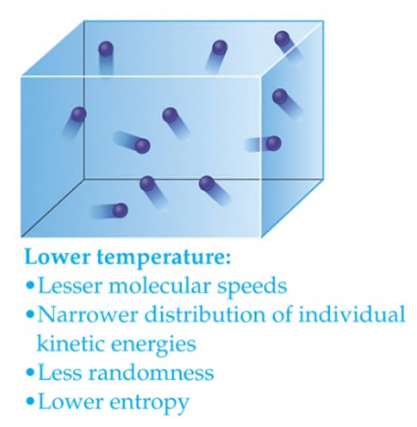 Lower temperature:
•Lesser molecular speeds
•Narrower distribution of individual
kinetic energies
•Less randomness
•Lower entropy